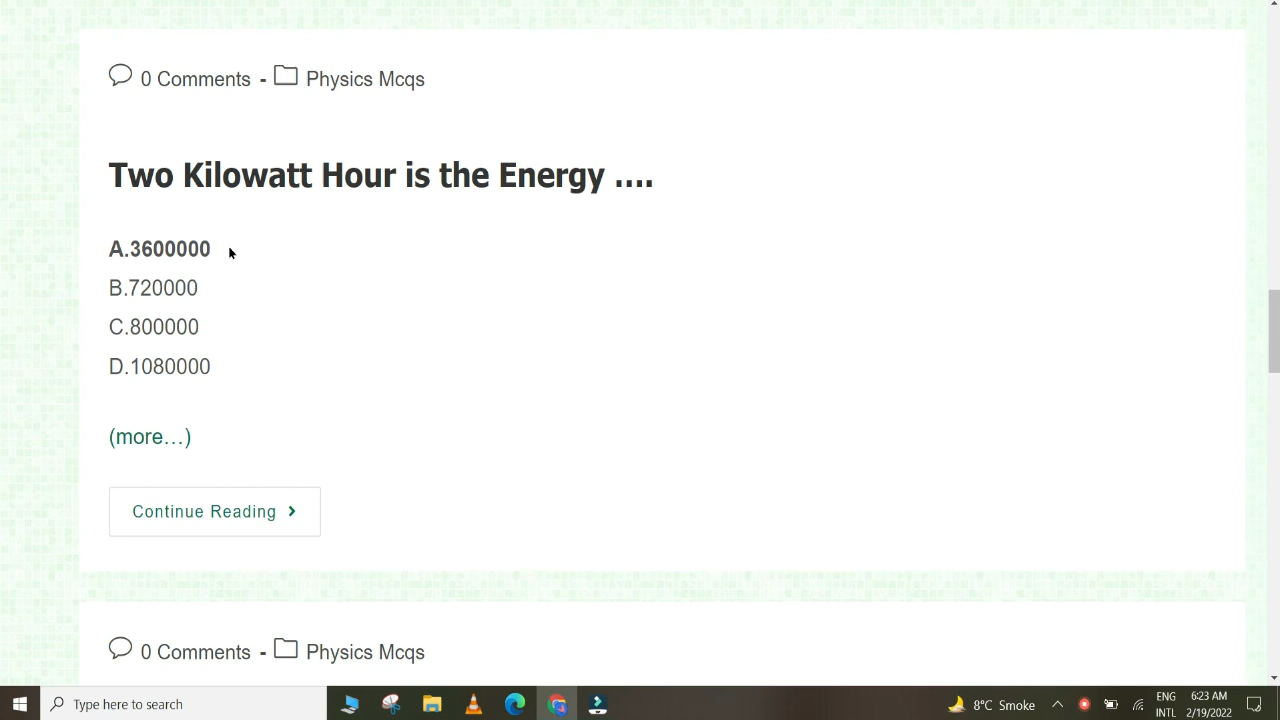 0 Comments - Physics Mcqs
Two Kilowatt Hour is the Energy ….
A.3600000
B.720000
C.800000
D.1080000
(more…)
Continue Reading
0 Comments - Physics Mcqs
Type here to search
8°C Smoke
ENG
INTL
6:23 AM
2/19/2022